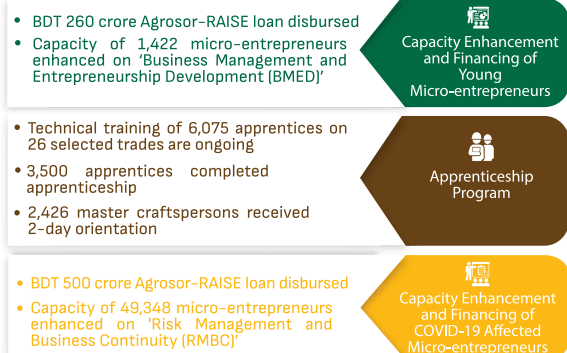 • BDT 260 crore Agrosor-RAISE loan disbursed
• Capacity of 1,422 micro-entrepreneurs
enhanced on ‘Business Management and
Entrepreneurship Development (BMED)’
Capacity Enhancement
and Financing of
Young
Micro-entrepreneurs
• Technical training of 6,075 apprentices on
26 selected trades are ongoing
• 3,500 apprentices completed
apprenticeship
• 2,426 master craftspersons received
2-day orientation
Apprenticeship
Program
• BDT 500 crore Agrosor-RAISE loan disbursed
• Capacity of 49,348 micro-entrepreneurs
enhanced on 'Risk Management and
Business Continuity (RMBC)’
Capacity Enhancement
and Financing of
COVID-19 Affected
Micro-entrepreneurs